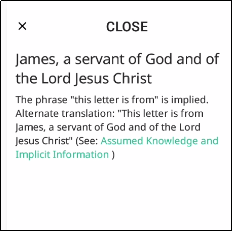 × CLOSE
James, a servant of God and of
the Lord Jesus Christ
The phrase "this letter is from" is implied.
Alternate translation: "This letter is from
James, a servant of God and of the Lord
Jesus Christ" (See: Assumed Knowledge and
Implicit Information )